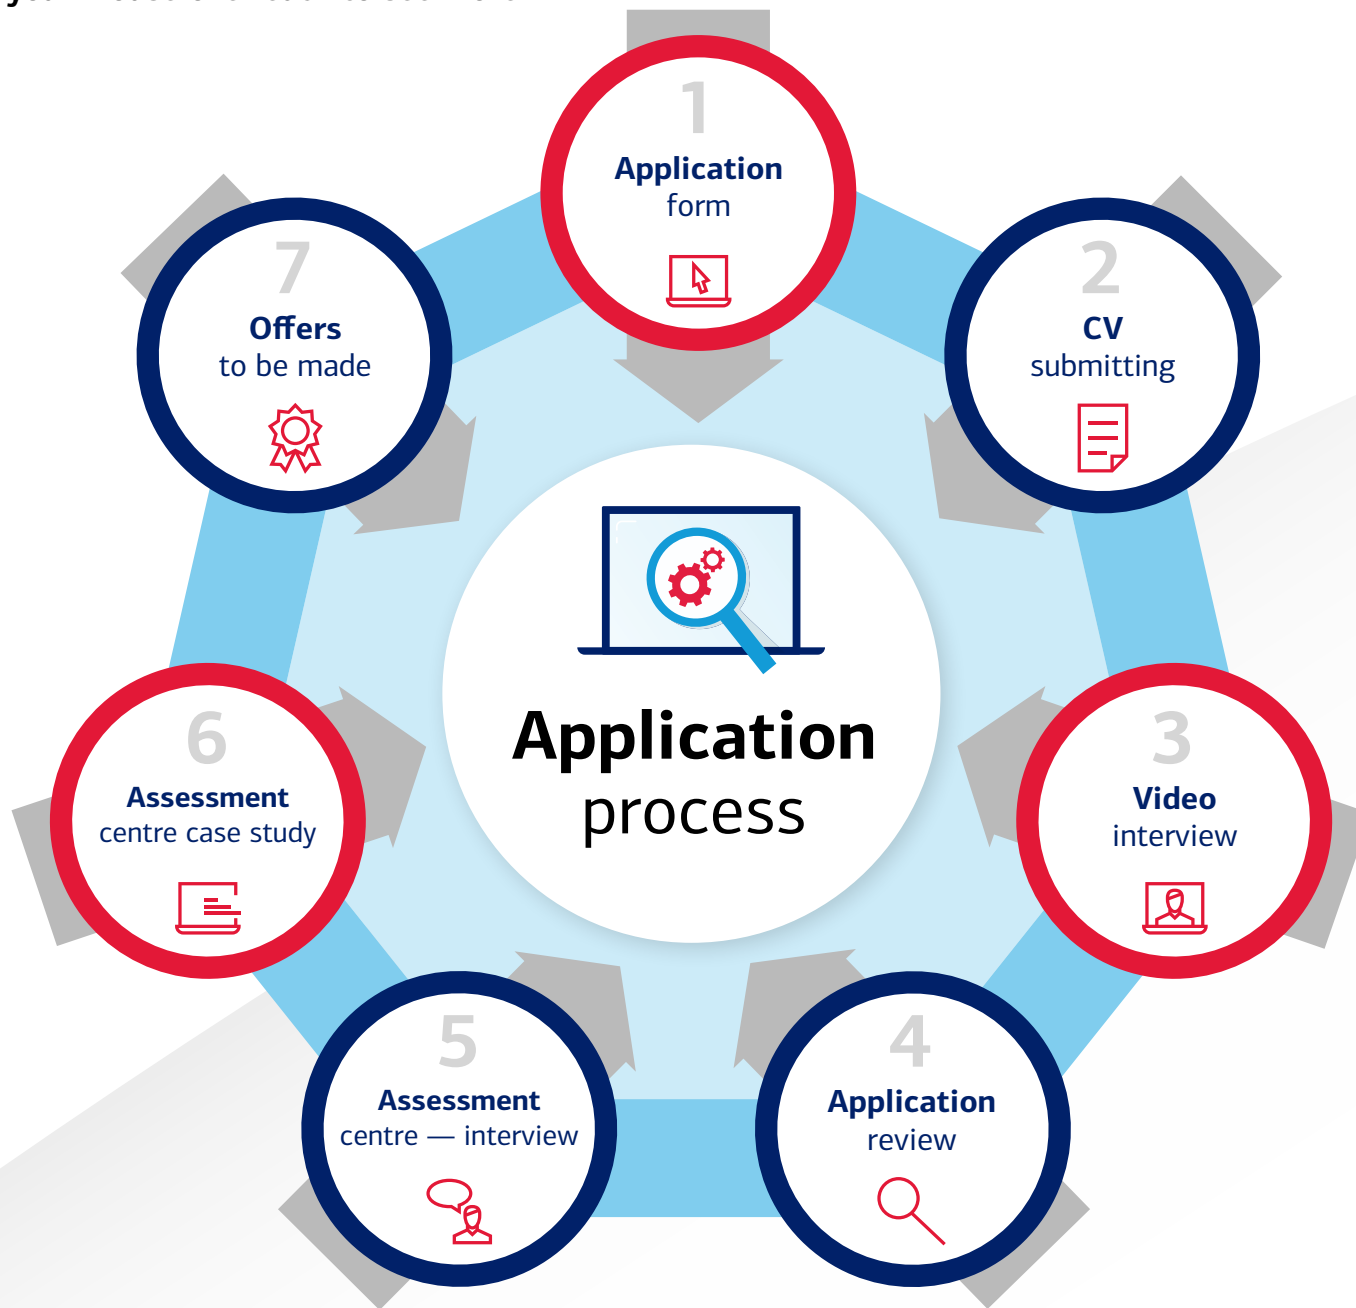 1
Application
form
2
CV
submitting
3
Video
interview
4
Application
review
5
Assessment
centre — interview
6
Assessment
centre case study
7
Offers
to be made
Application
process